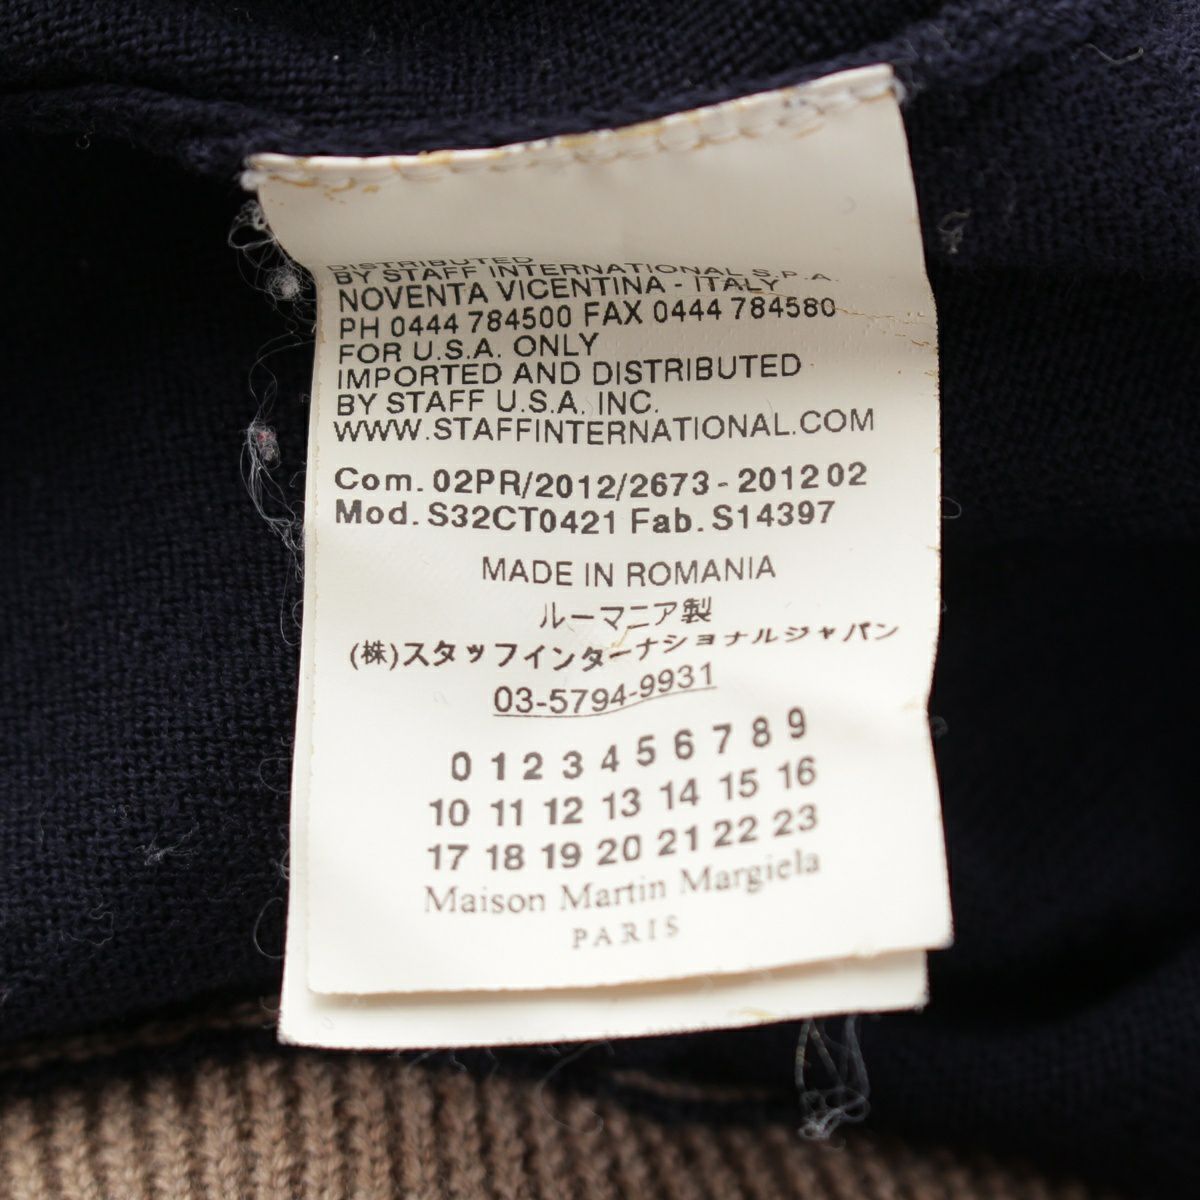 DISTRIBUTED
BY STAFF INTERNATIONAL S.P.A.
NOVENTA VICENTINA - ITALY
PH 0444 784500 FAX 0444 784580
FOR U.S.A. ONLY
IMPORTED AND DISTRIBUTED
BY STAFF U.S.A. INC.
WWW.STAFFINTERNATIONAL.COM
Com. 02PR/2012/2673 - 2012 02
Mod. S32CT0421 Fab. S14397
MADE IN ROMANIA
ルーマニア製
(株)スタッフインターナショナルジャパン
03-5794-9931
0 1 2 3 4 5 6 7 8 9
10 11 12 13 14 15 16
17 18 19 20 21 22 23
Maison Martin Margiela
PARIS